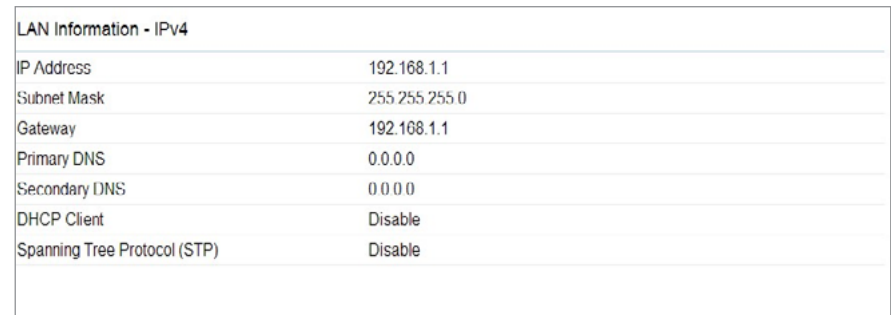 LAN Information - IPv4
IP Address 192.168.1.1
Subnet Mask 255.255.255.0
Gateway 192.168.1.1
Primary DNS 0.0.0.0
Secondary DNS 0.0.0.0
DHCP Client Disable
Spanning Tree Protocol (STP) Disable